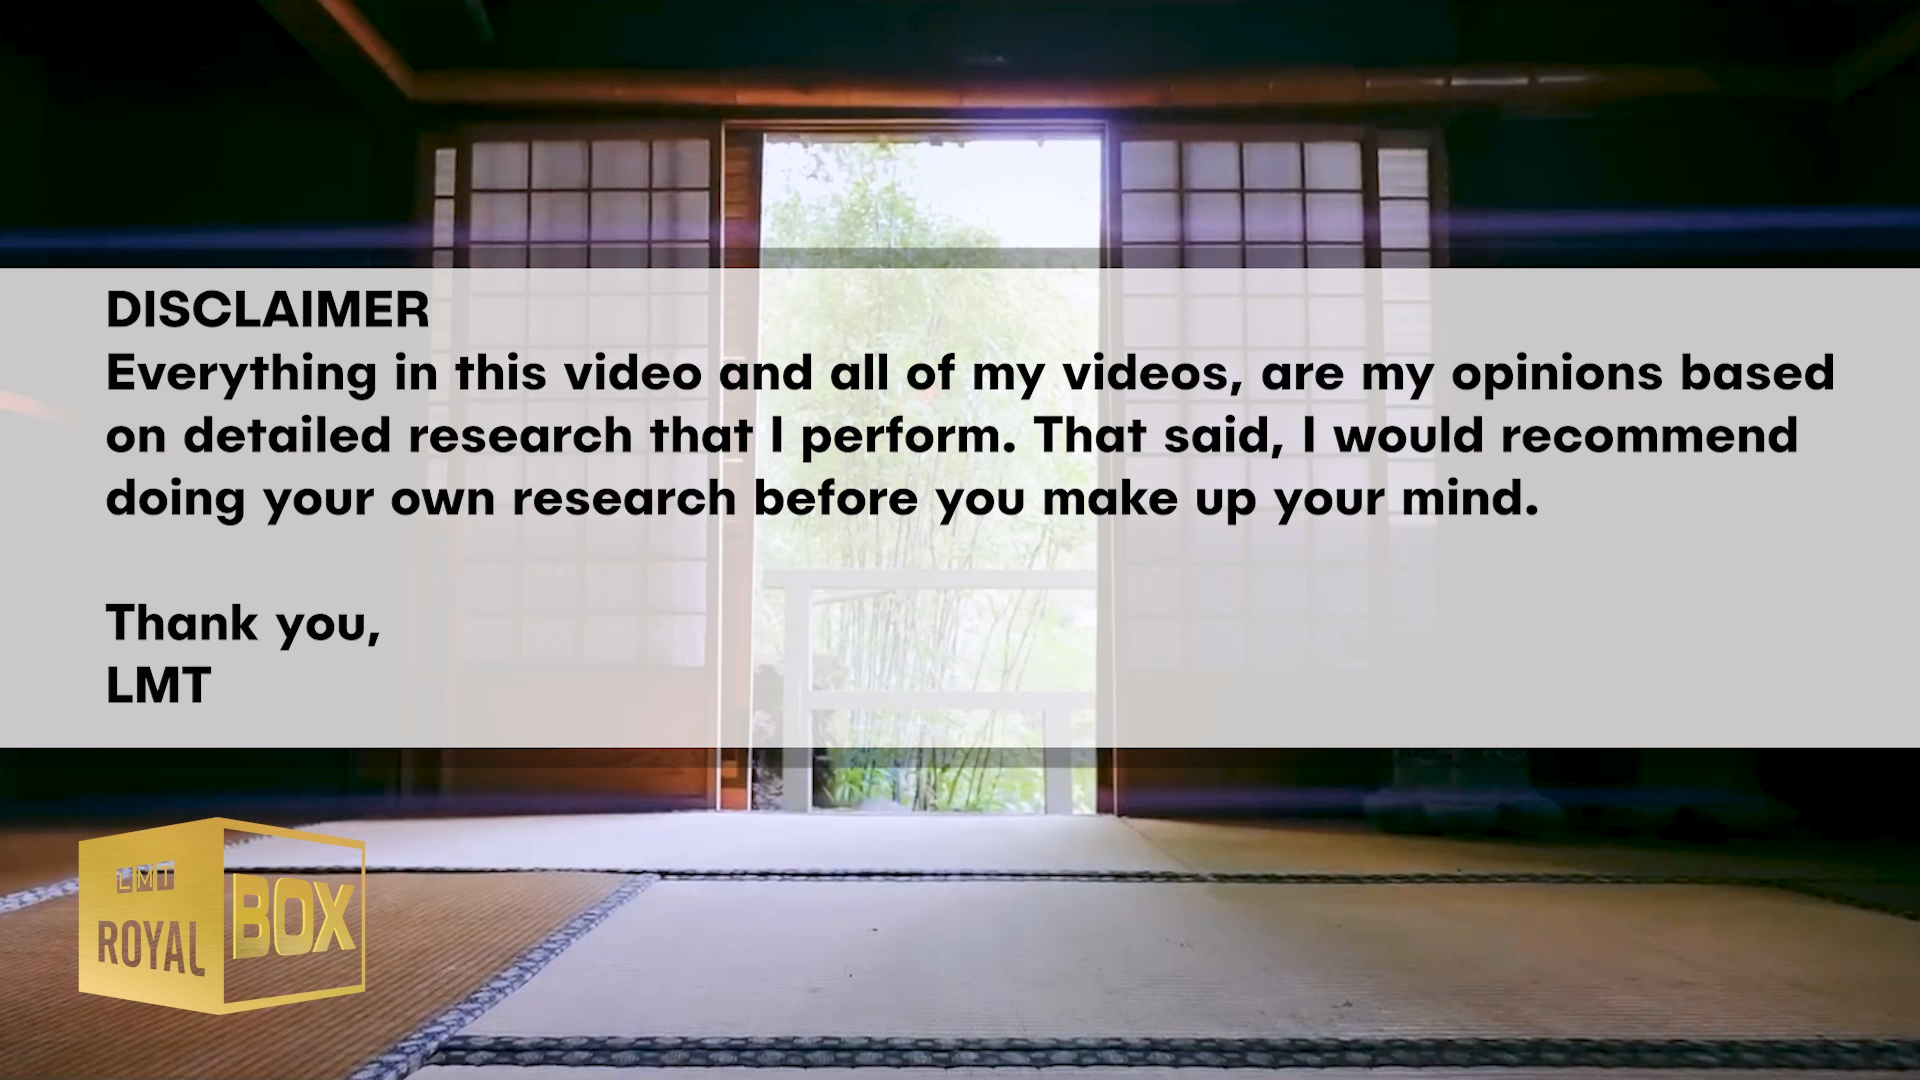 DISCLAIMER
Everything in this video and all of my videos, are my opinions based
on detailed research that I perform. That said, I would recommend
doing your own research before you make up your mind.
Thank you,
LMT
LMT
ROYAL
BOX